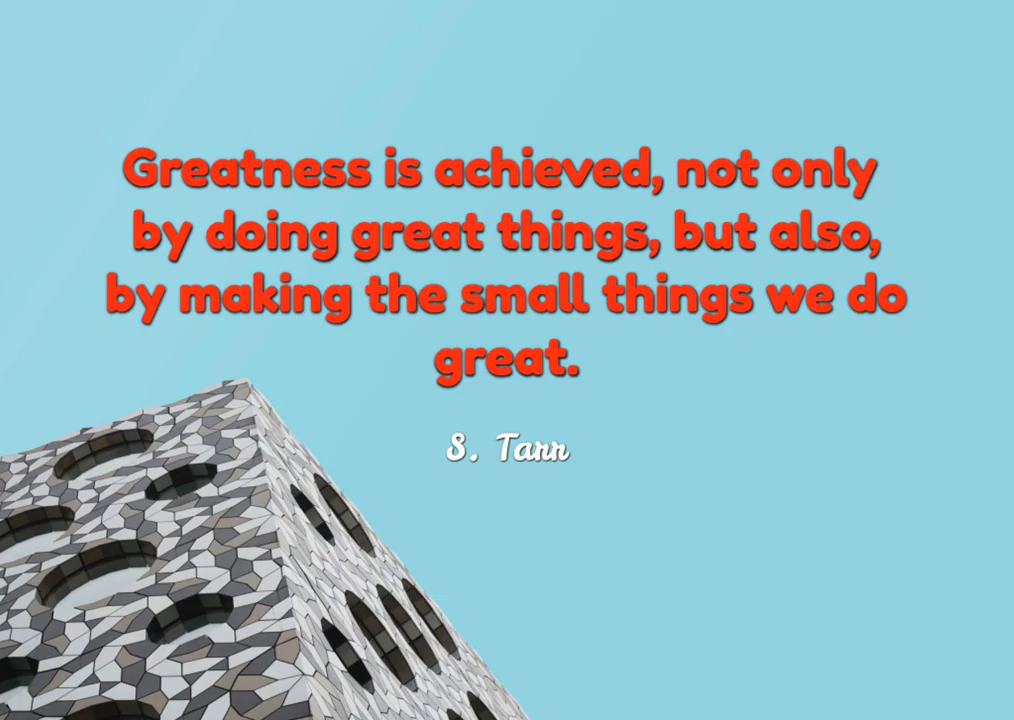 Greatness is achieved, not only
by doing great things, but also,
by making the small things we do
great.
S. Tarr